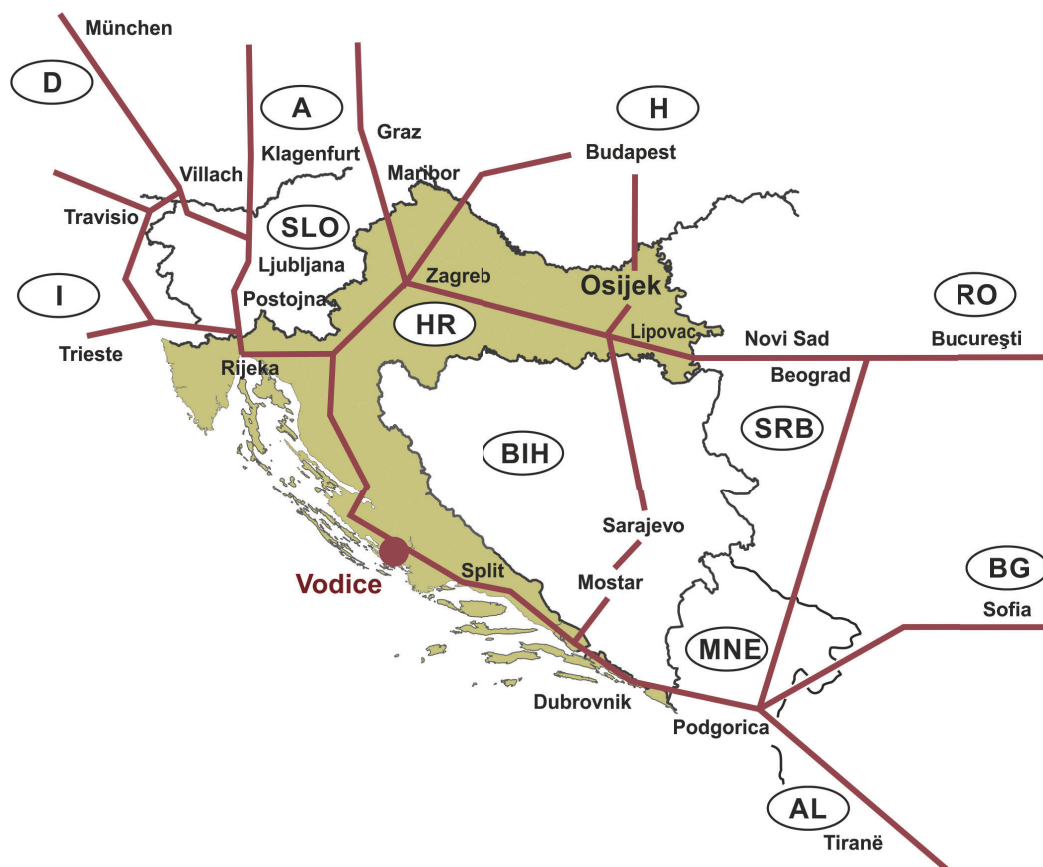 München
D
A
H
Graz
Klagenfurt
Budapest
Villach
Maribor
Travisio
SLO
Ljubljana
Zagreb
Osijek
I
Postojna
RO
HR
Lipovac
Novi Sad
Bucureşti
Trieste
Rijeka
Beograd
SRB
BIH
Sarajevo
Split
Mostar
BG
Vodice
Sofia
MNE
Dubrovnik
Podgorica
AL
Tiranë